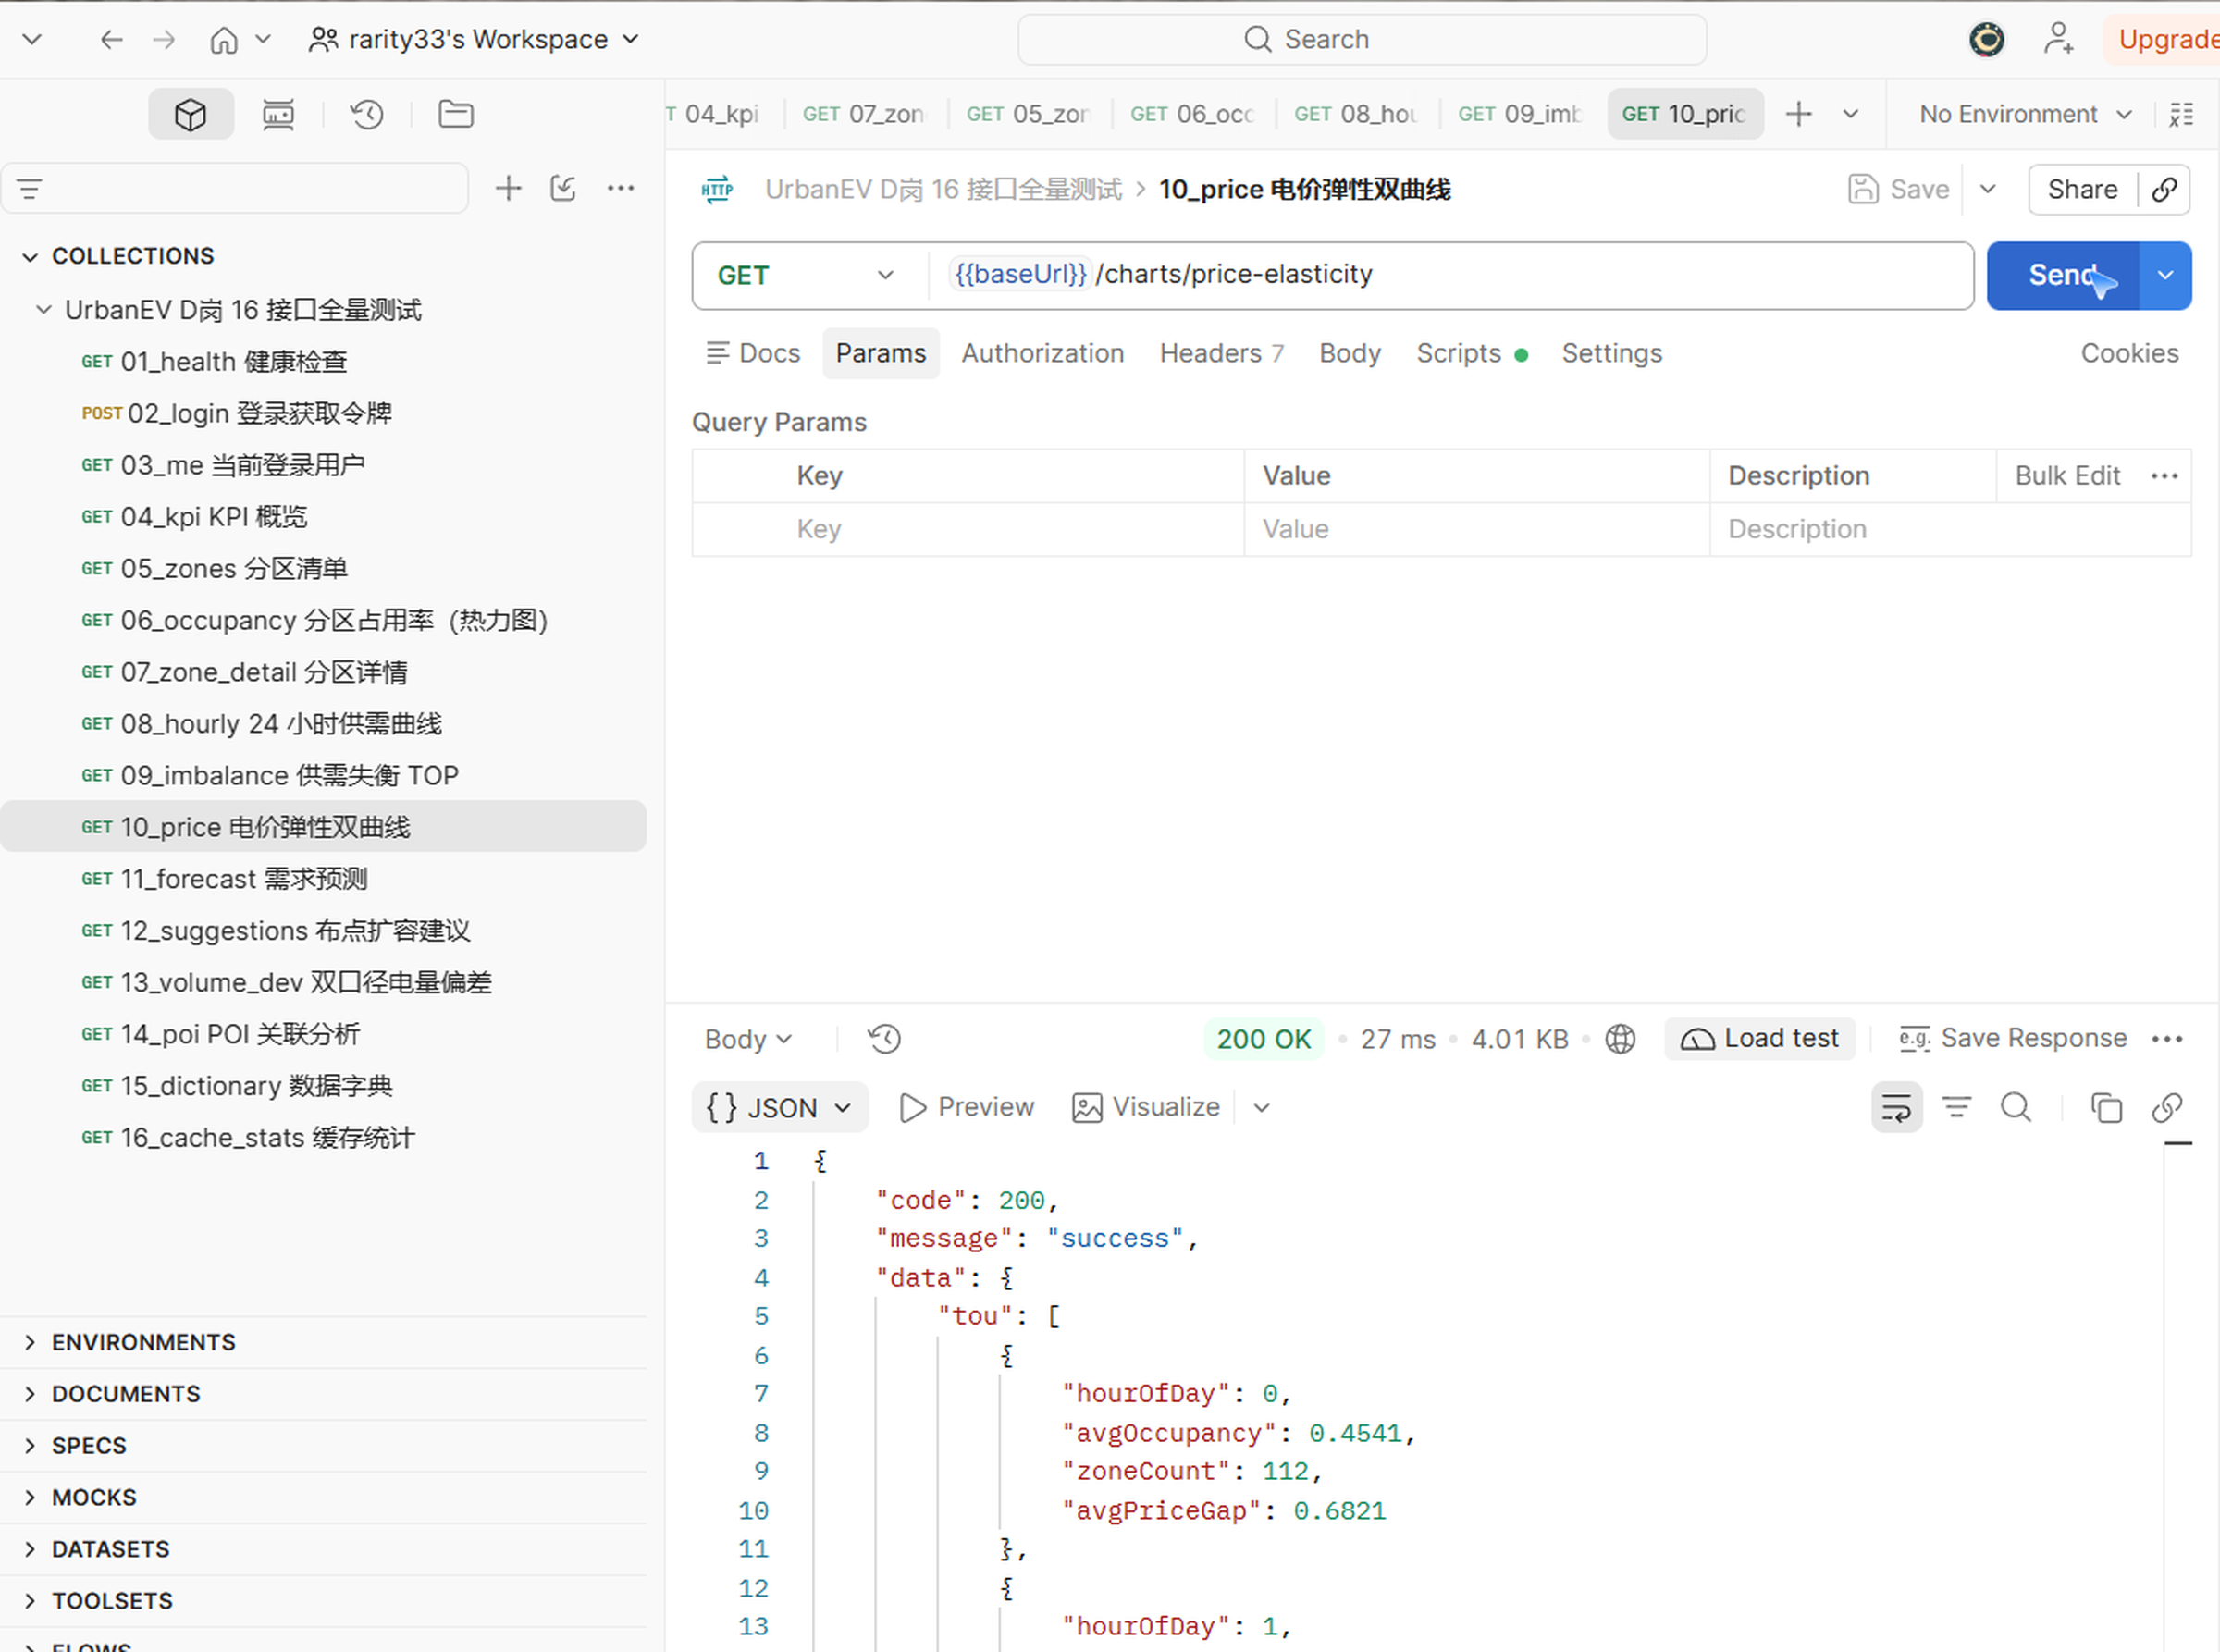 rarity33's Workspace
Search
Upgrade
04_kpi
GET 07_zon
GET 05_zor
GET 06_occ
GET 08_hou
GET 09_imb
GET 10_pric
No Environment
HTTP
UrbanEV D岗 16 接口全量测试 > 10_price 电价弹性双曲线
Save
Share
COLLECTIONS
UrbanEV D岗 16 接口全量测试
GET 01_health 健康检查
POST 02_login 登录获取令牌
GET 03_me 当前登录用户
GET 04_kpi KPI 概览
GET 05_zones 分区清单
GET 06_occupancy 分区占用率 (热力图)
GET 07_zone_detail 分区详情
GET 08_hourly 24 小时供需曲线
GET 09_imbalance 供需失衡 TOP
GET 10_price 电价弹性双曲线
GET 11_forecast 需求预测
GET 12_suggestions 布点扩容建议
GET 13_volume_dev 双口径电量偏差
GET 14_poi POI 关联分析
GET 15_dictionary 数据字典
GET 16_cache_stats 缓存统计
ENVIRONMENTS
DOCUMENTS
SPECS
MOCKS
DATASETS
TOOLSETS
FLOWS
GET
{{baseUrl}}/charts/price-elasticity
Send
Docs
Params
Authorization
Headers 7
Body
Scripts
Settings
Cookies
Query Params
Key
Value
Description
Bulk Edit
Key
Value
Description
Body
200 OK
27 ms
4.01 KB
Load test
e.g. Save Response
{ } JSON
Preview
Visualize
1 {
2 "code": 200,
3 "message": "success",
4 "data": {
5 "tou": [
6 {
7 "hourOfDay": 0,
8 "avgOccupancy": 0.4541,
9 "zoneCount": 112,
10 "avgPriceGap": 0.6821
11 },
12 {
13 "hourOfDay": 1,